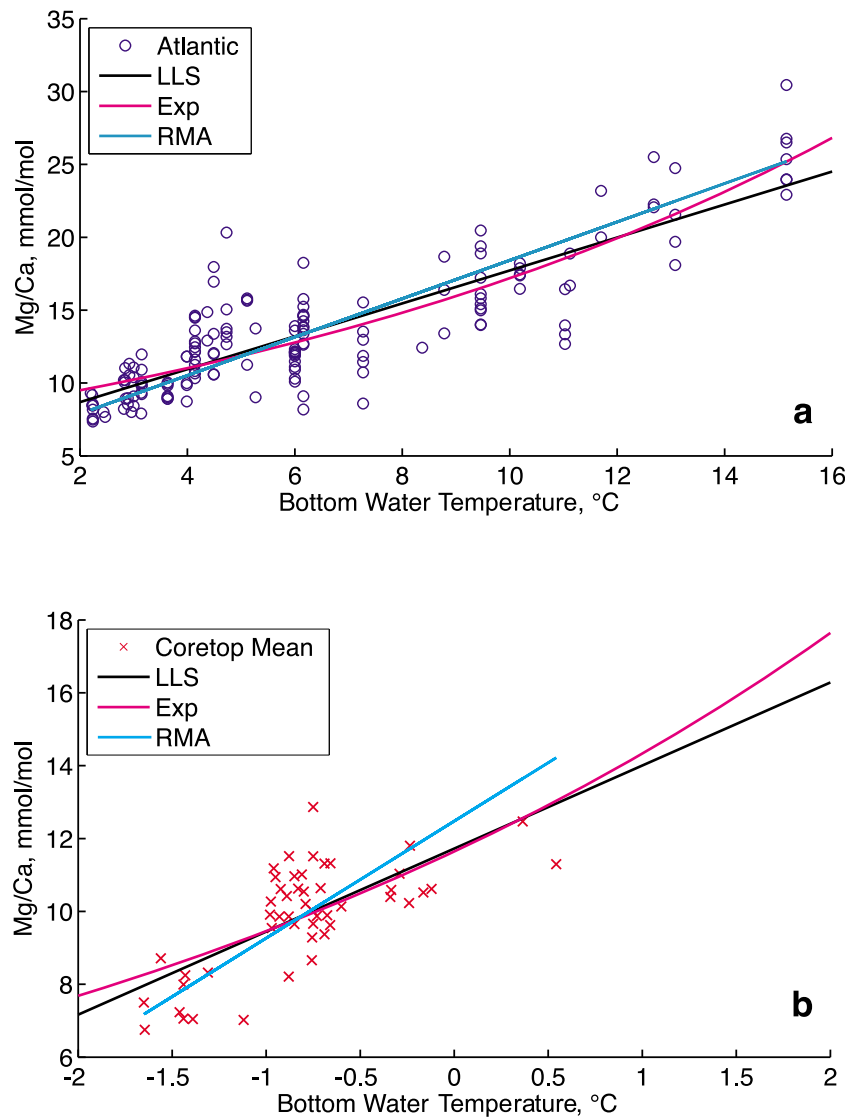 35
30
25
20
15
10
5
Mg/Ca, mmol/mol
Atlantic
LLS
Exp
RMA
a
2 4 6 8 10 12 14 16
Bottom Water Temperature, °C
18
16
14
12
10
8
6
Mg/Ca, mmol/mol
Coretop Mean
LLS
Exp
RMA
b
-2 -1.5 -1 -0.5 0 0.5 1 1.5 2
Bottom Water Temperature, °C